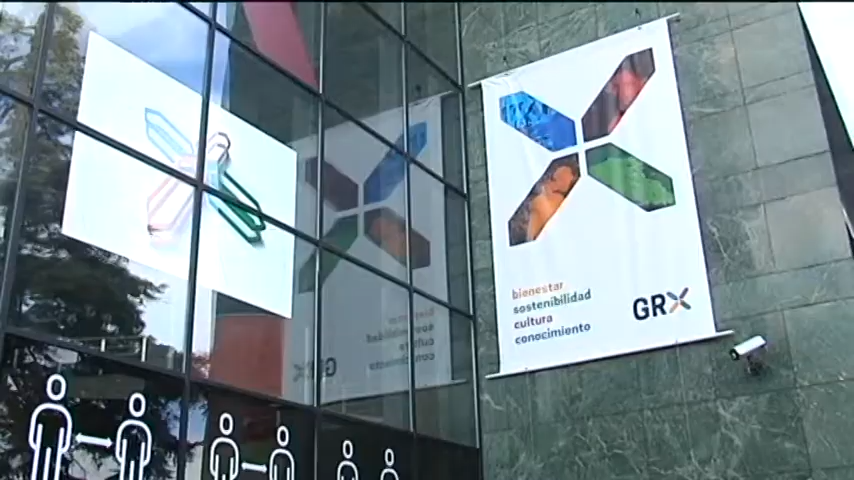 bienestar
sostenibilidad
cultura
conocimiento
GRX